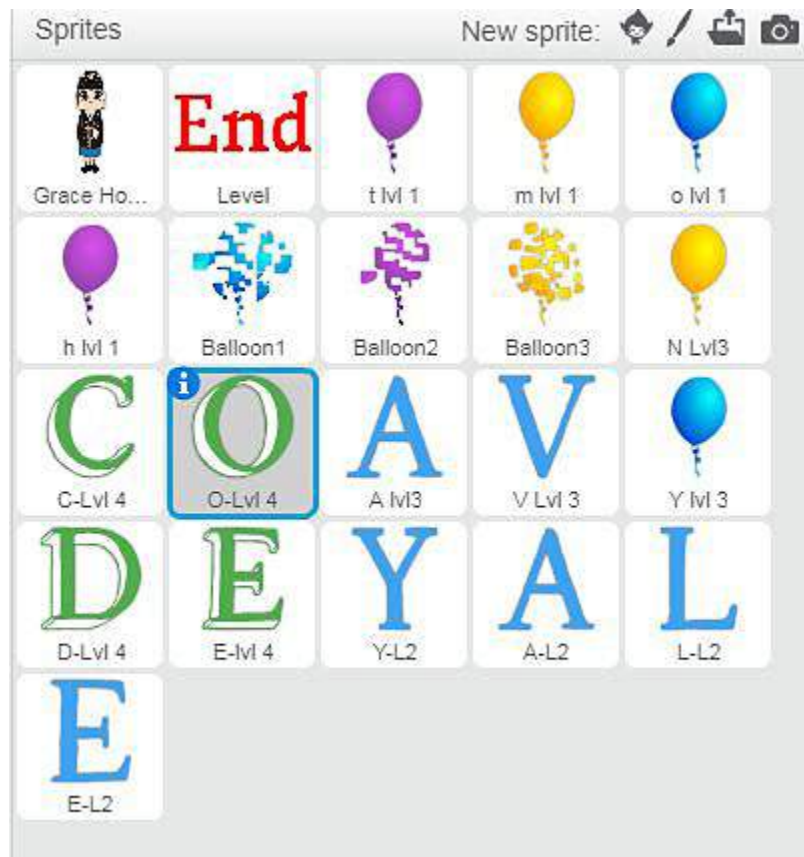 Sprites New sprite:
End
Grace Ho... Level t lvl 1 m lvl 1 o lvl 1
h lvl 1 Balloon1 Balloon2 Balloon3 N Lvl3
C O A V
C-Lvl 4 O-Lvl 4 A lvl3 V Lvl 3 Y lvl 3
D E Y A L
D-Lvl 4 E-lvl 4 Y-L2 A-L2 L-L2
E
E-L2